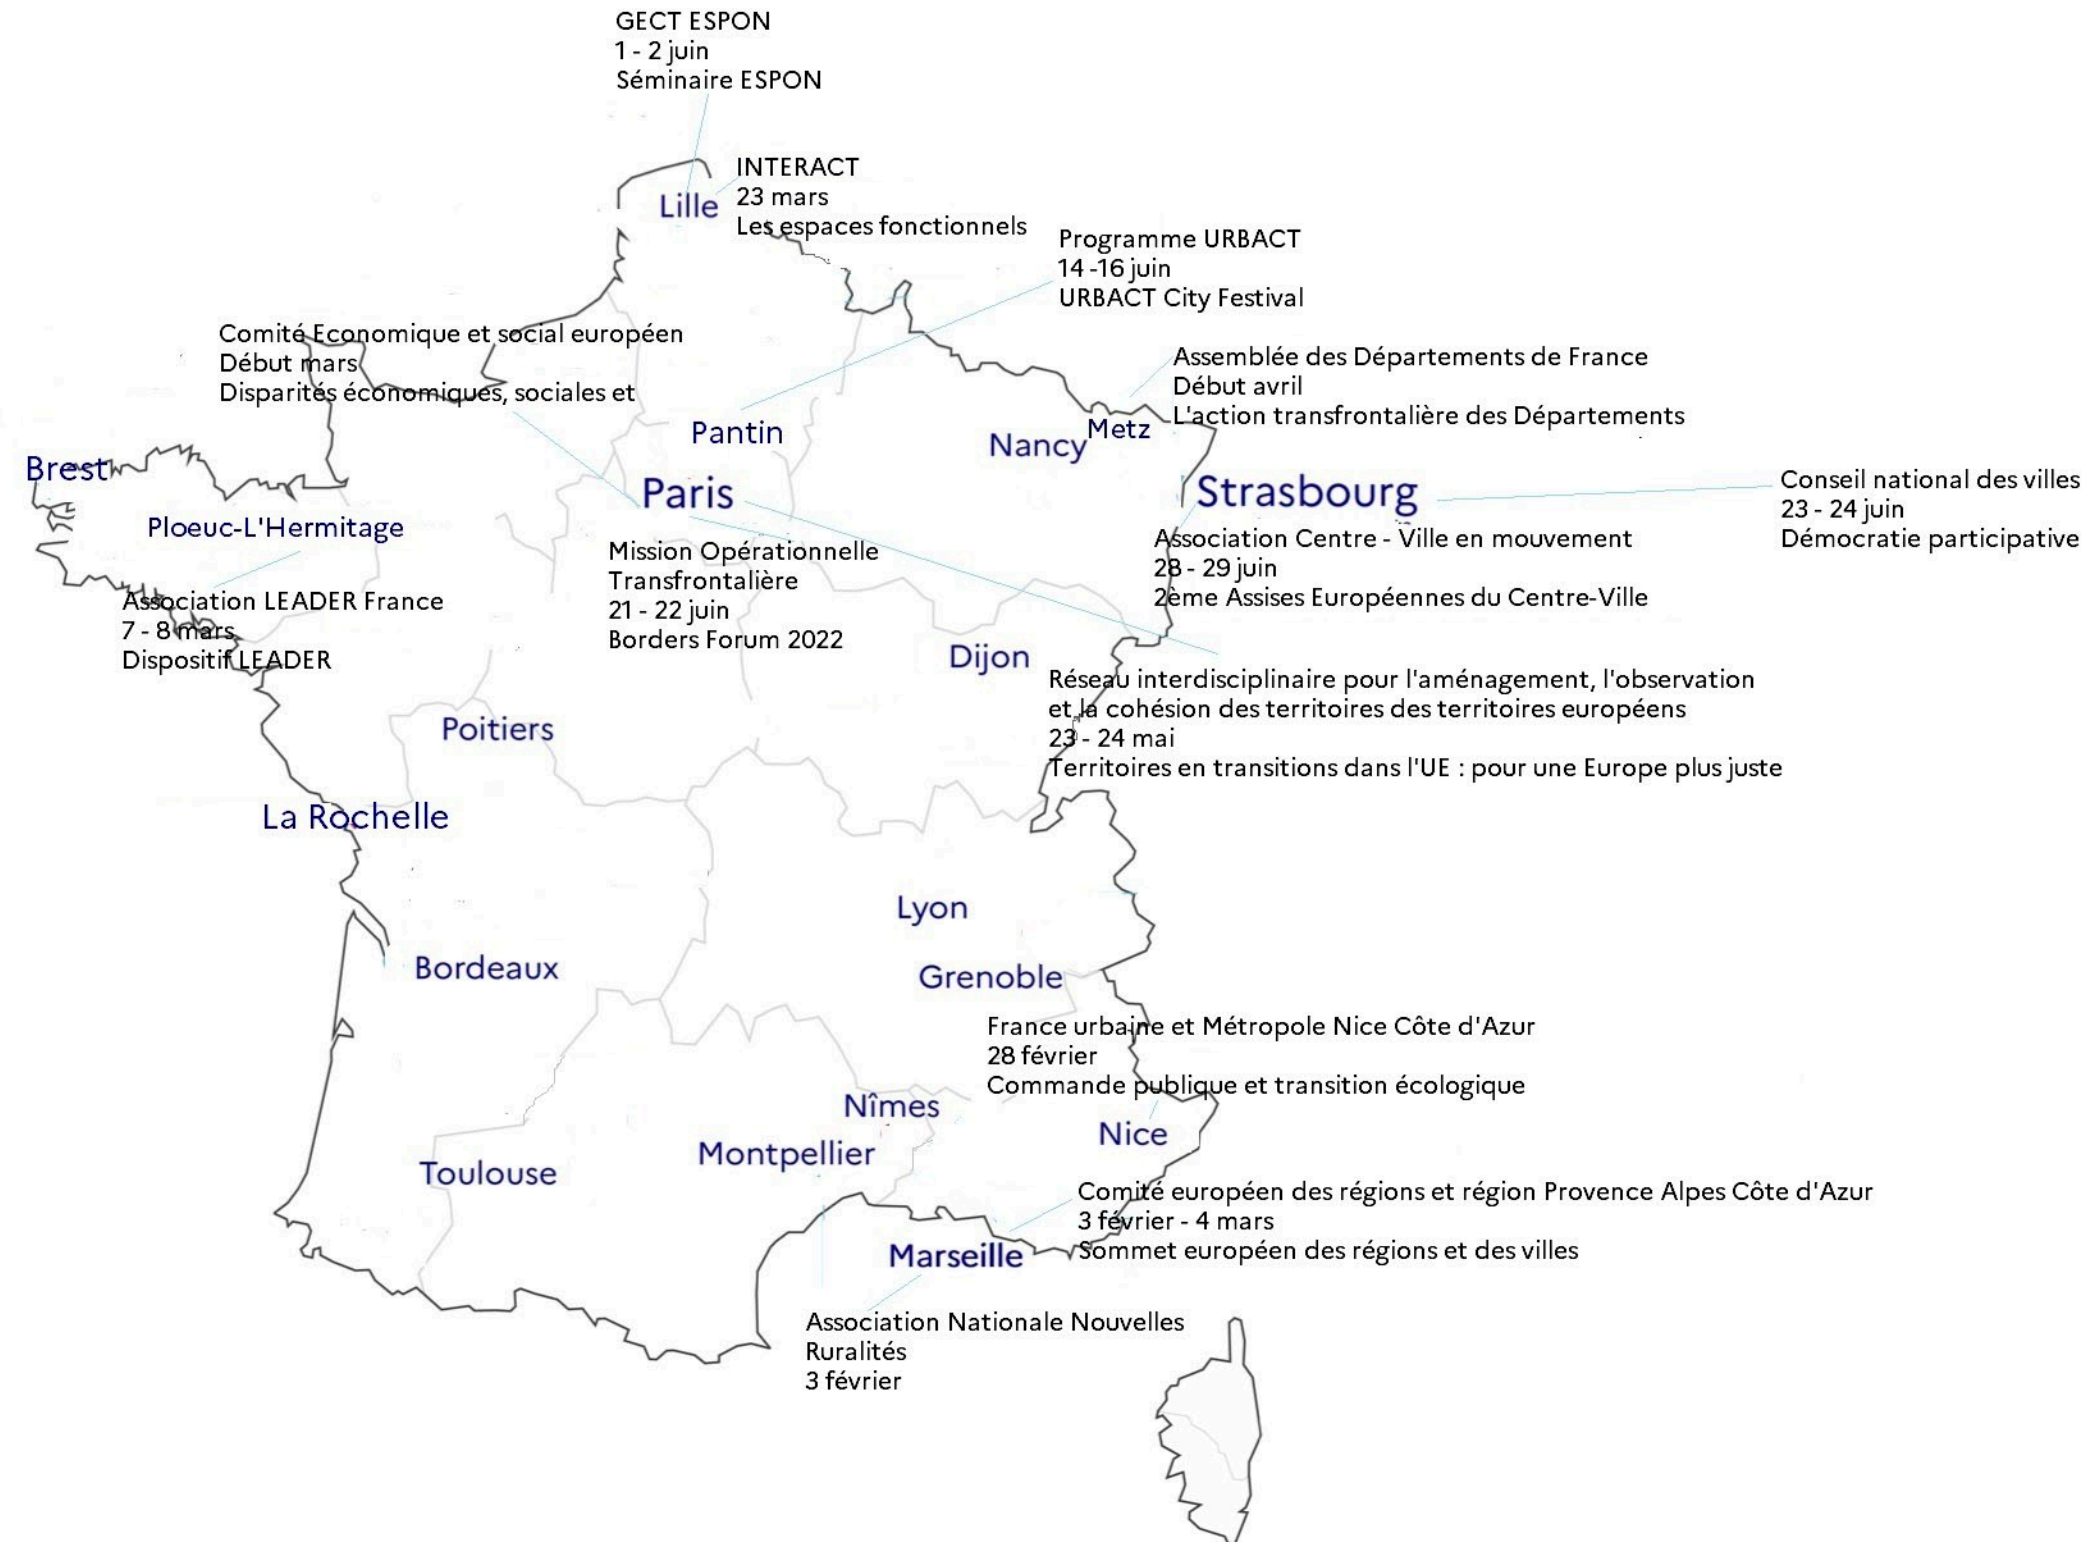 GECT ESPON
1 - 2 juin
Séminaire ESPON
INTERACT
23 mars
Les espaces fonctionnels
Lille
Programme URBACT
14 -16 juin
URBACT City Festival
Comité Economique et social européen
Début mars
Disparités économiques, sociales et
Assemblée des Départements de France
Début avril
L'action transfrontalière des Départements
Pantin
Nancy
Metz
Brest
Paris
Strasbourg
Conseil national des villes
23 - 24 juin
Démocratie participative
Ploeuc-L'Hermitage
Association LEADER France
7 - 8 mars
Dispositif LEADER
Mission Opérationnelle
Transfrontalière
21 - 22 juin
Borders Forum 2022
Association Centre - Ville en mouvement
28 - 29 juin
2ème Assises Européennes du Centre-Ville
Dijon
Réseau interdisciplinaire pour l'aménagement, l'observation
et la cohésion des territoires des territoires européens
23 - 24 mai
Territoires en transitions dans l'UE : pour une Europe plus juste
Poitiers
La Rochelle
Lyon
Bordeaux
Grenoble
France urbaine et Métropole Nice Côte d'Azur
28 février
Commande publique et transition écologique
Nîmes
Nice
Montpellier
Toulouse
Comité européen des régions et région Provence Alpes Côte d'Azur
3 février - 4 mars
Sommet européen des régions et des villes
Marseille
Association Nationale Nouvelles
Ruralités
3 février